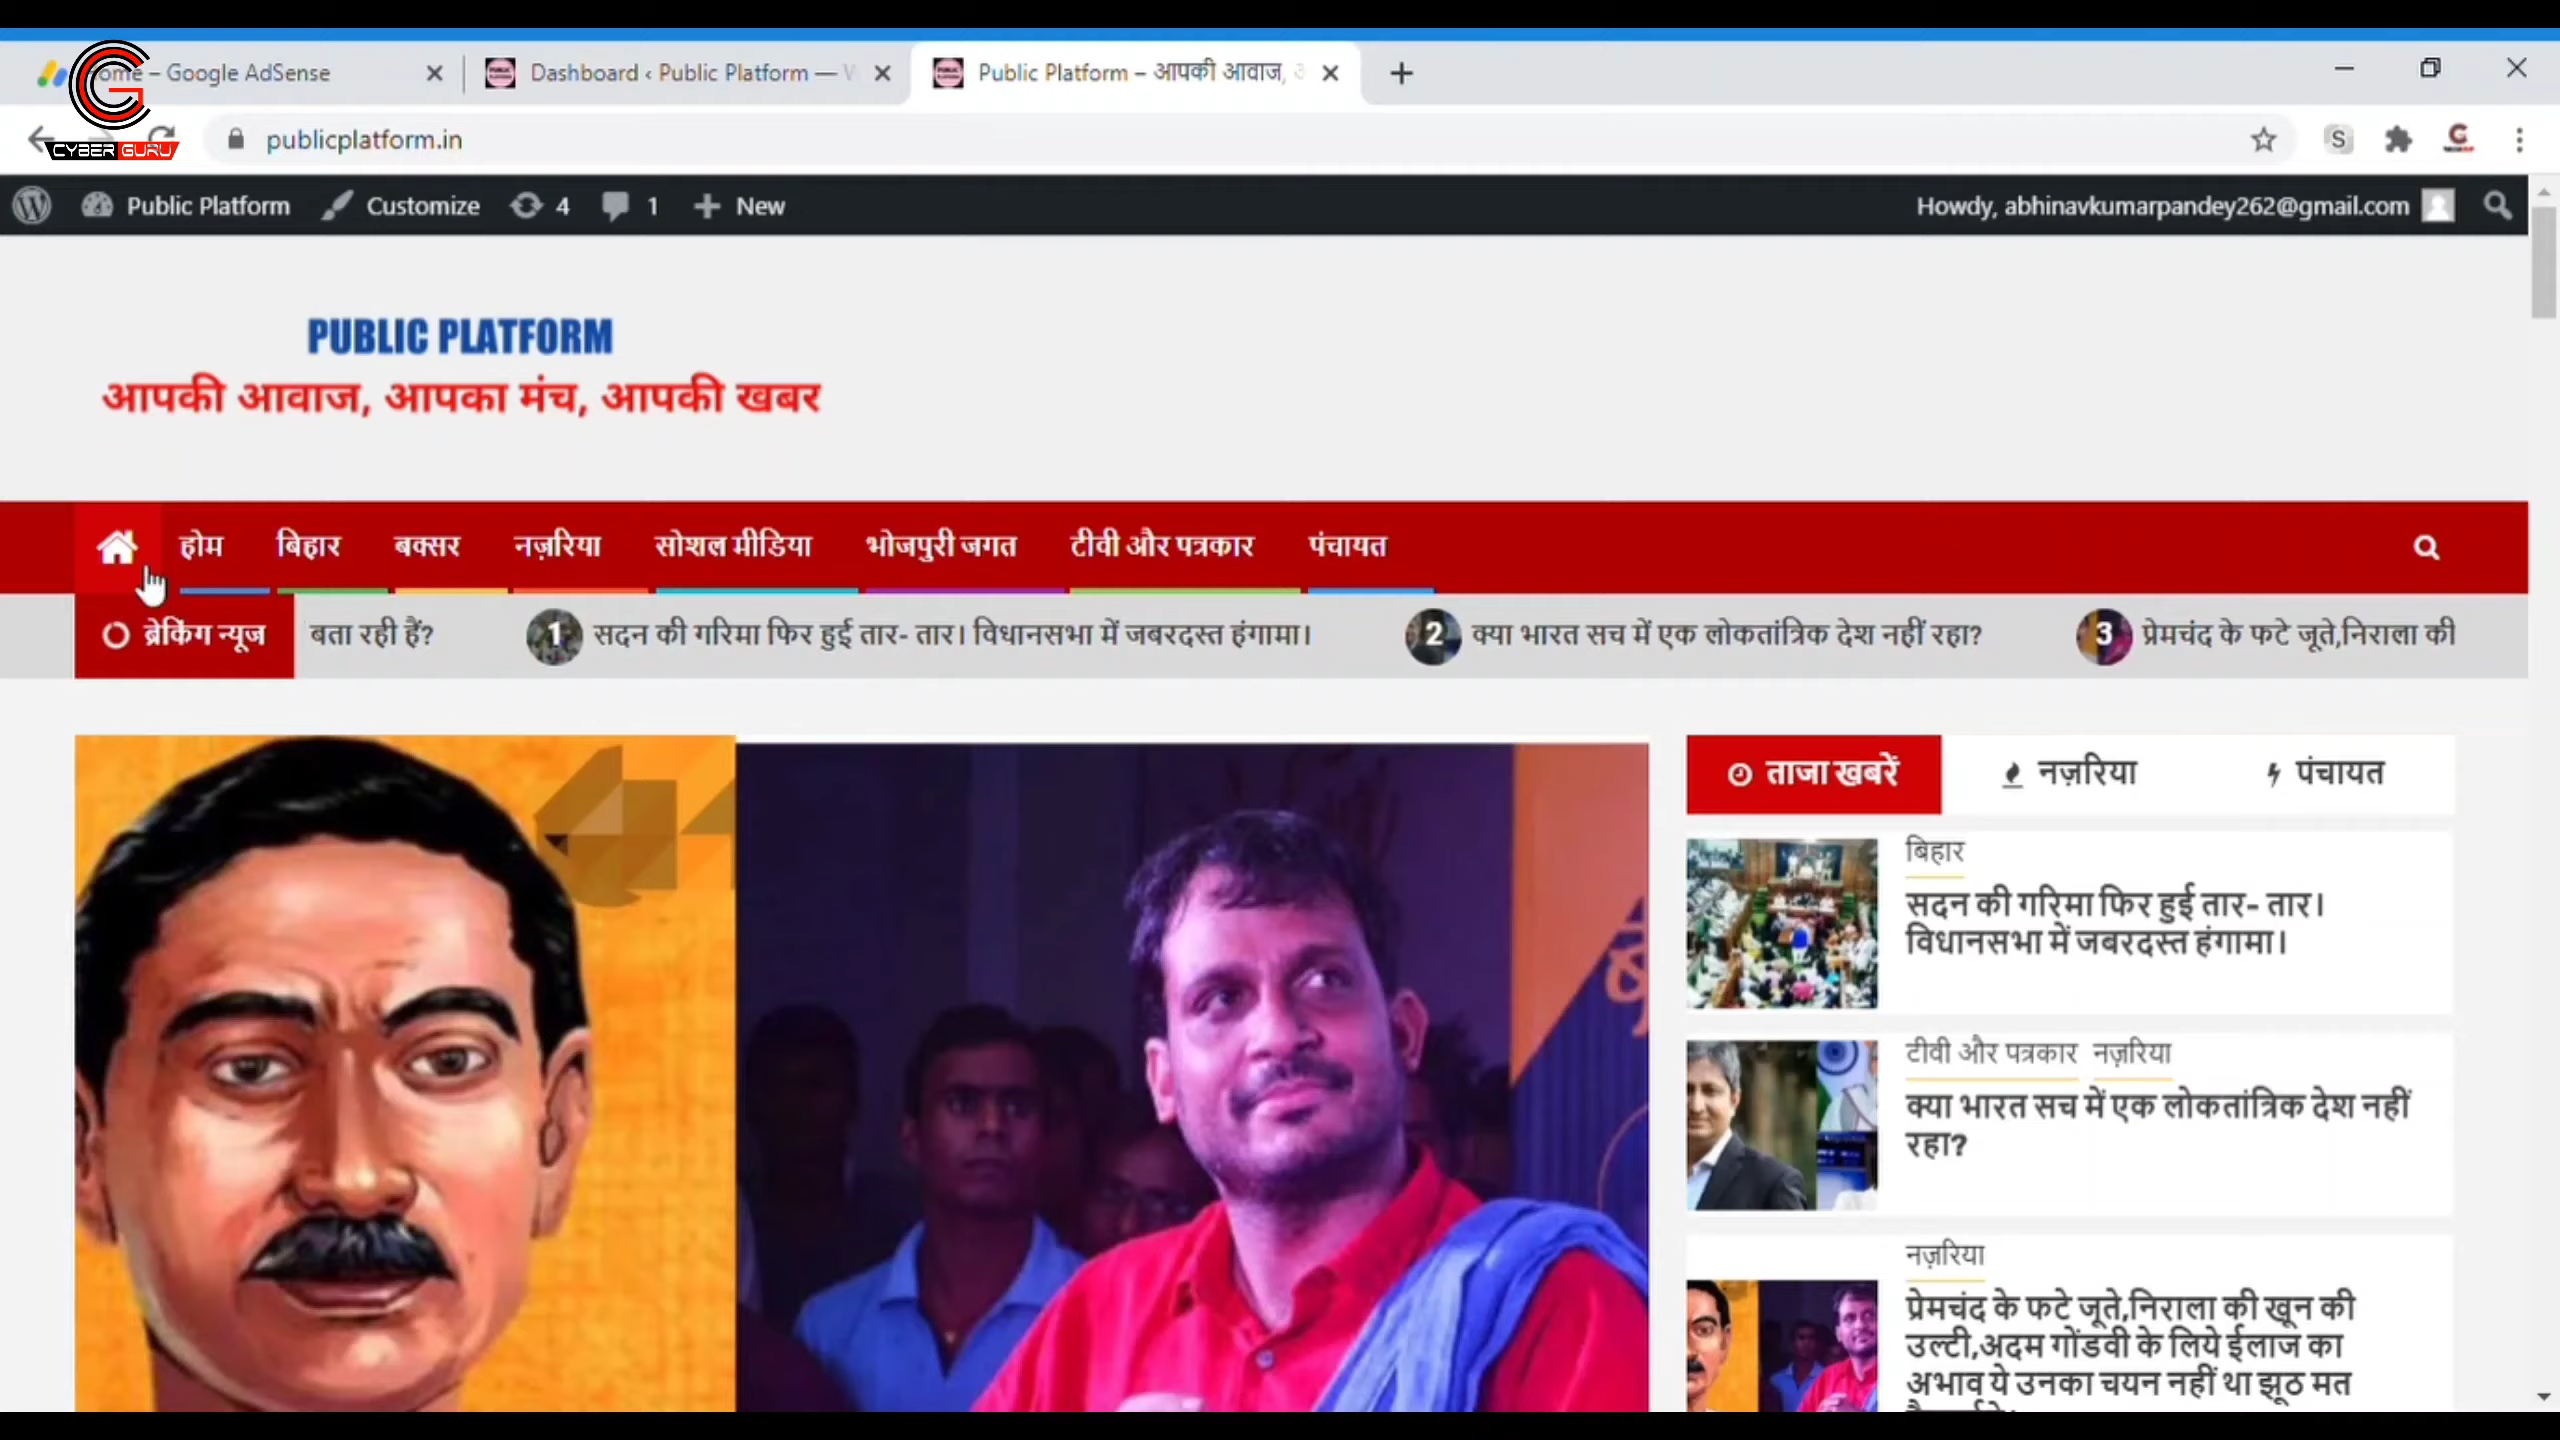 Home – Google AdSense
Dashboard ‹ Public Platform —
Public Platform – आपकी आवाज,
CYBER GURU
publicplatform.in
S
Public Platform
Customize
4
1
New
Howdy, abhinavkumarpandey262@gmail.com
PUBLIC PLATFORM
आपकी आवाज, आपका मंच, आपकी खबर
होम बिहार बक्सर नज़रिया सोशल मीडिया भोजपुरी जगत टीवी और पत्रकार पंचायत
ब्रेकिंग न्यूज बता रही हैं? 1 सदन की गरिमा फिर हुई तार- तार। विधानसभा में जबरदस्त हंगामा। 2 क्या भारत सच में एक लोकतांत्रिक देश नहीं रहा? 3 प्रेमचंद के फटे जूते,निराला की
ताजा खबरें नज़रिया पंचायत
बिहार
सदन की गरिमा फिर हुई तार- तार।
विधानसभा में जबरदस्त हंगामा।
टीवी और पत्रकार नज़रिया
क्या भारत सच में एक लोकतांत्रिक देश नहीं
रहा?
नज़रिया
प्रेमचंद के फटे जूते,निराला की खून की
उल्टी,अदम गोंडवी के लिये ईलाज का
अभाव ये उनका चयन नहीं था झूठ मत